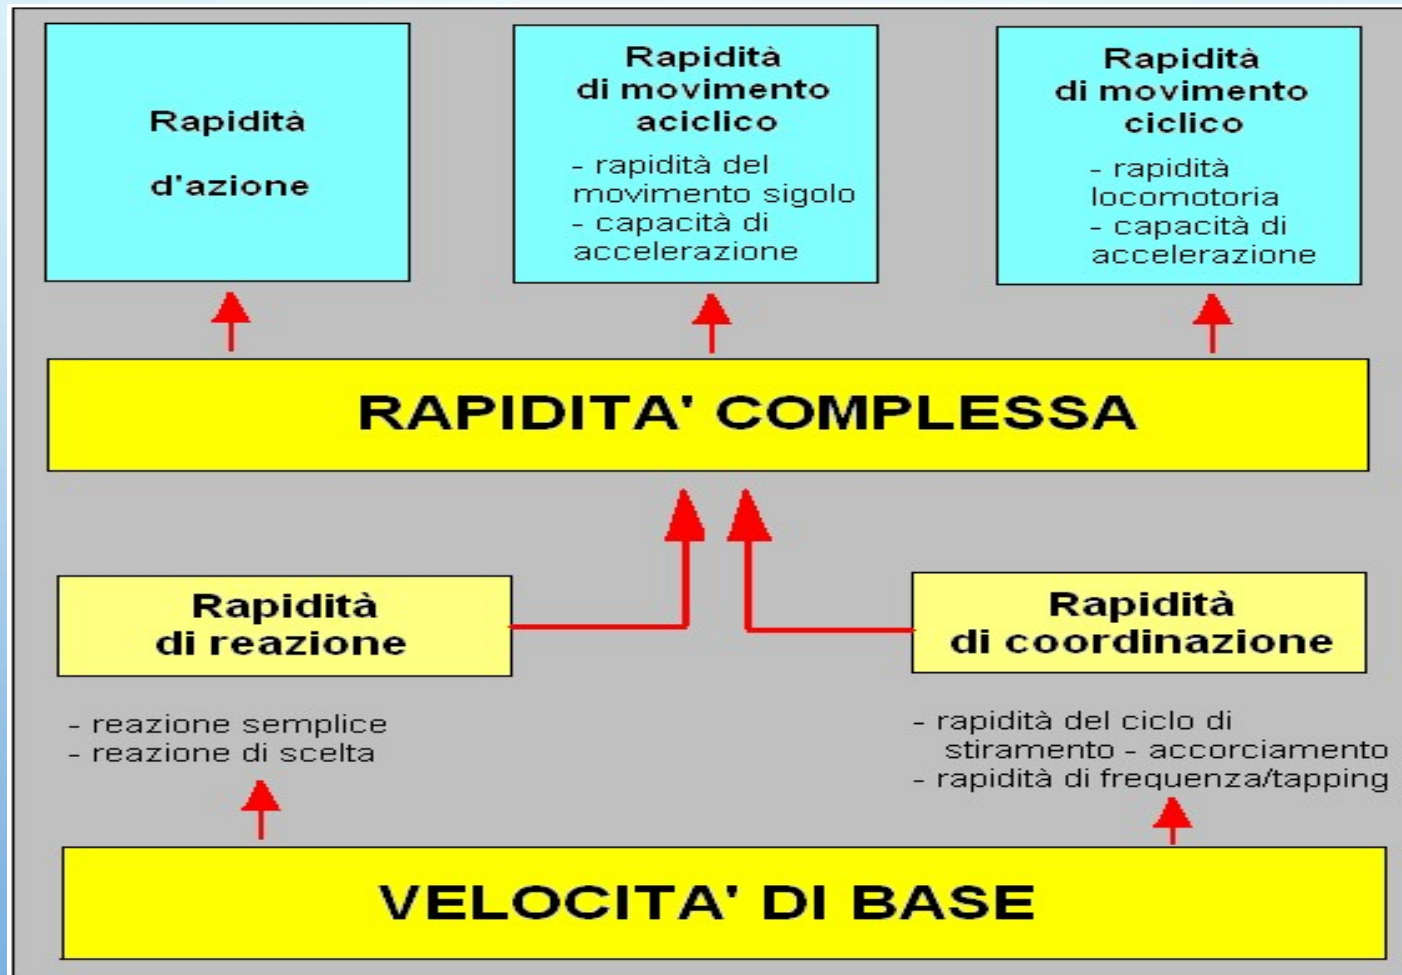 Rapidità
d'azione
Rapidità
di movimento
aciclico
- rapidità del
movimento sigolo
- capacità di
accelerazione
Rapidità
di movimento
ciclico
- rapidità
locomotoria
- capacità di
accelerazione
RAPIDITA' COMPLESSA
Rapidità
di reazione
- reazione semplice
- reazione di scelta
Rapidità
di coordinazione
- rapidità del ciclo di
stiramento - accorciamento
- rapidità di frequenza/tapping
VELOCITA' DI BASE